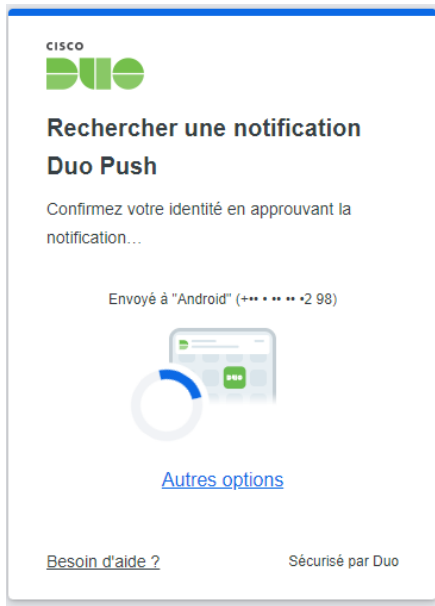 CISCO
DUO
Rechercher une notification
Duo Push
Confirmez votre identité en approuvant la
notification…
Envoyé à "Android" (+•• • •• •• •2 98)
DUO
Autres options
Besoin d'aide ?
Sécurisé par Duo